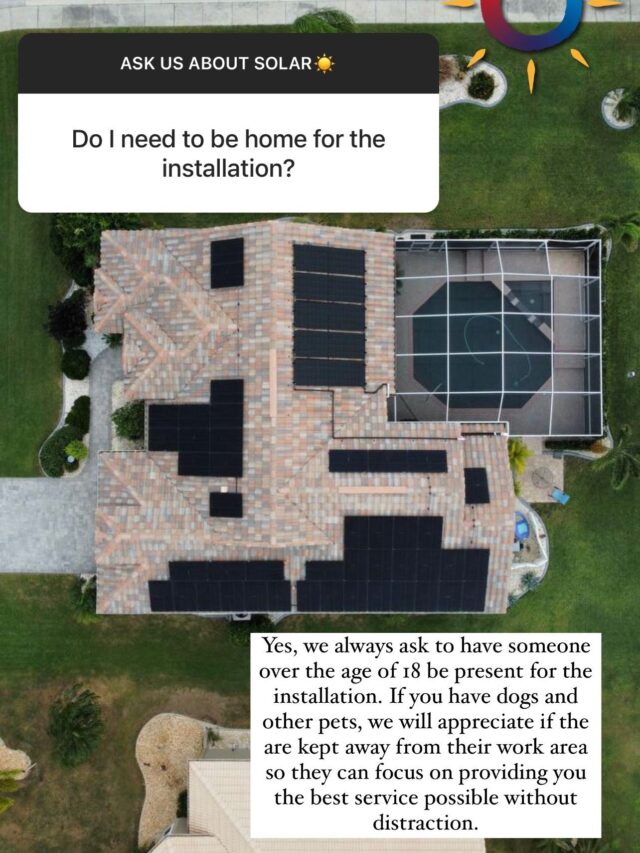 ASK US ABOUT SOLAR☀️
Do I need to be home for the
installation?
Yes, we always ask to have someone
over the age of 18 be present for the
installation. If you have dogs and
other pets, we will appreciate if the
are kept away from their work area
so they can focus on providing you
the best service possible without
distraction.